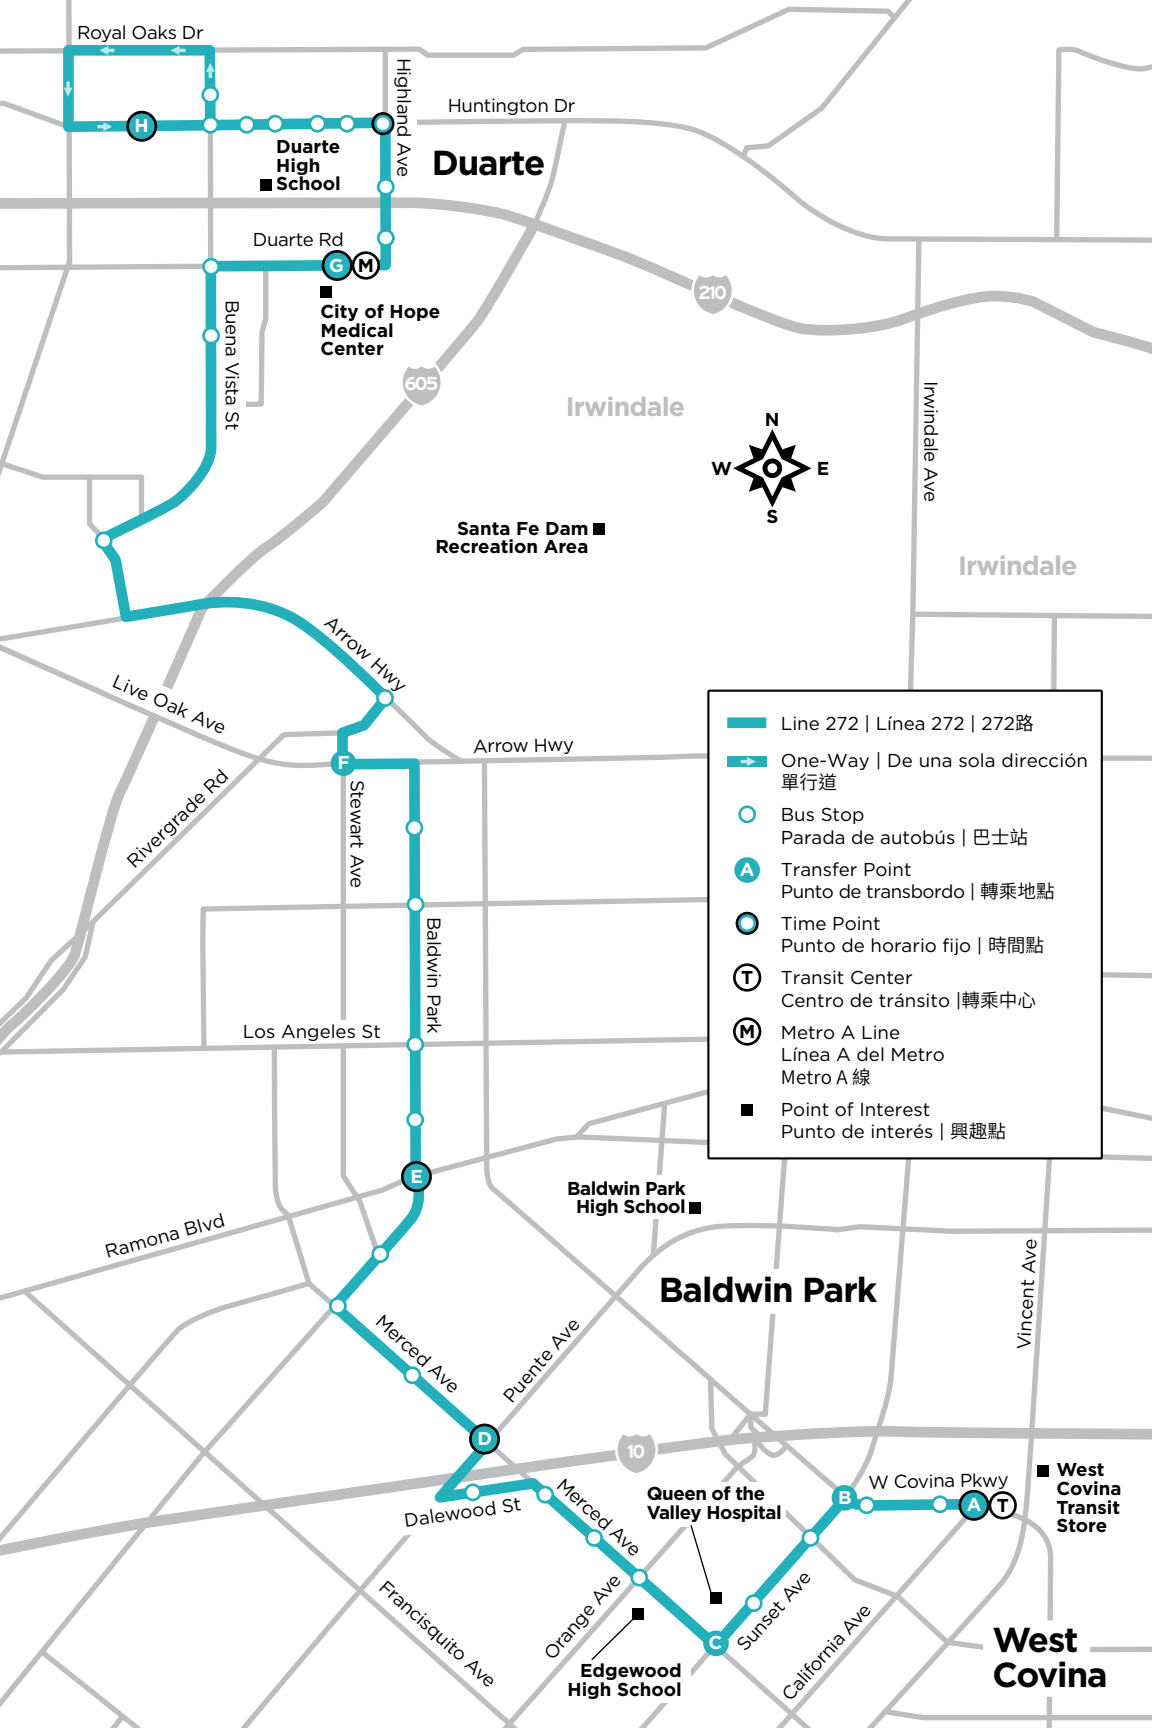 Royal Oaks Dr
Highland Ave
Huntington Dr
H
Duarte
High
School
Duarte
Duarte Rd
G
M
City of Hope
Medical
Center
210
605
Buena Vista St
Irwindale
Irwindale Ave
N
W
E
S
Santa Fe Dam
Recreation Area
Irwindale
Arrow Hwy
Live Oak Ave
Arrow Hwy
F
Rivergrade Rd
Stewart Ave
Line 272 | Línea 272 | 272路
One-Way | De una sola dirección
單行道
Bus Stop
Parada de autobús | 巴士站
A
Transfer Point
Punto de transbordo | 轉乘地點
Time Point
Punto de horario fijo | 時間點
T
Transit Center
Centro de tránsito |轉乘中心
M
Metro A Line
Línea A del Metro
Metro A 線
Point of Interest
Punto de interés | 興趣點
Baldwin Park
Los Angeles St
E
Baldwin Park
High School
Ramona Blvd
Baldwin Park
Vincent Ave
Merced Ave
Puente Ave
D
10
W Covina Pkwy
West
Covina
Transit
Store
B
A
T
Queen of the
Valley Hospital
Dalewood St
Merced Ave
Francisquito Ave
Orange Ave
Sunset Ave
California Ave
C
Edgewood
High School
West
Covina